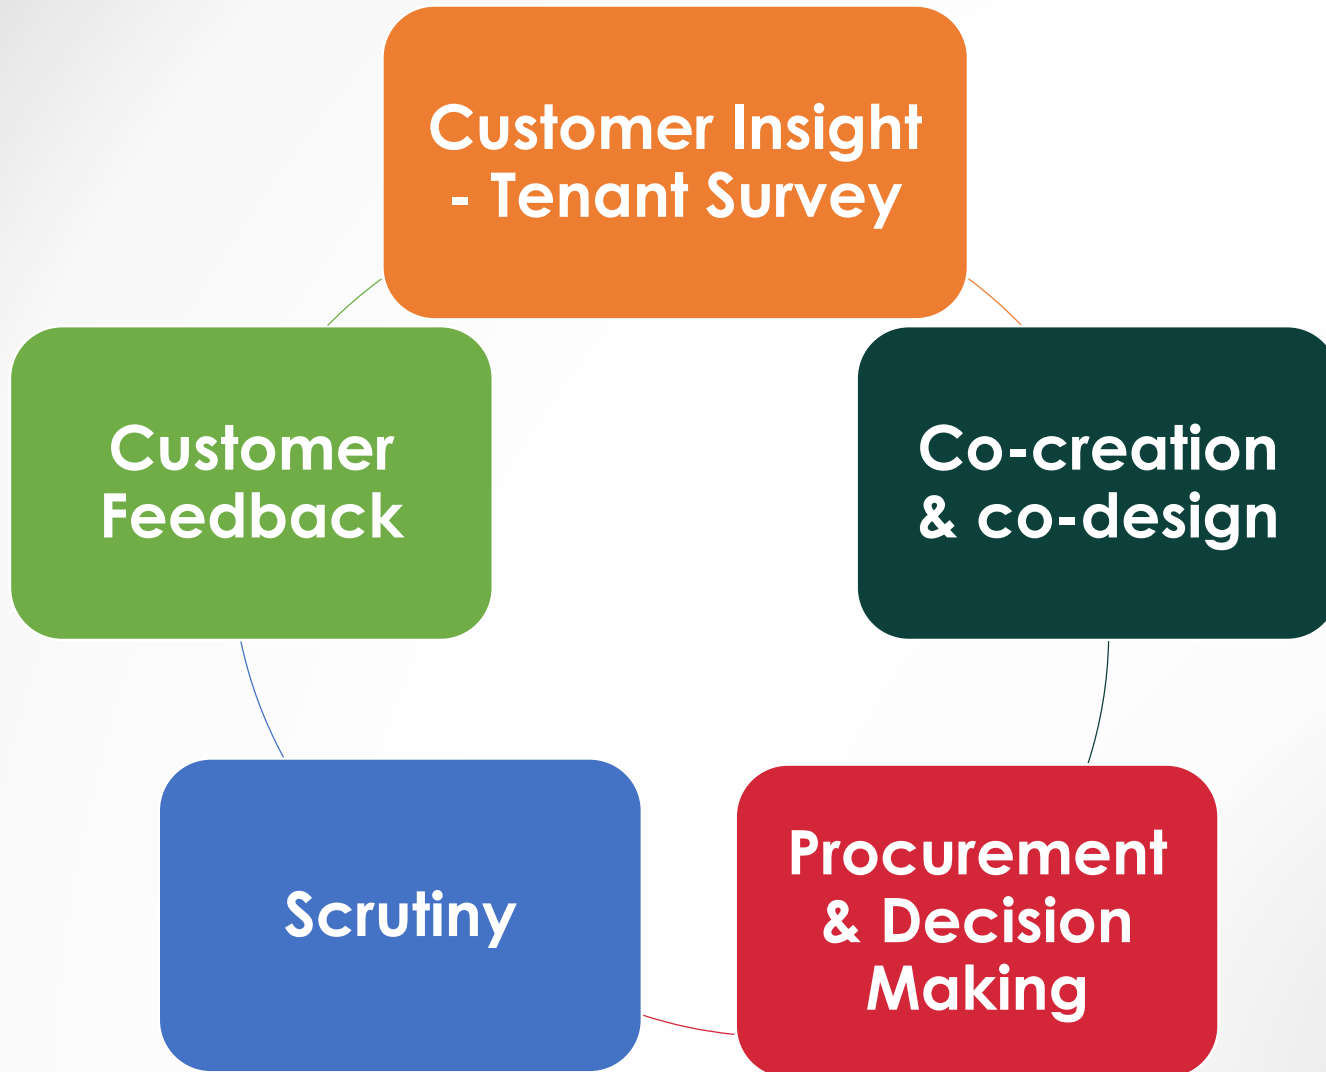 Customer Insight
- Tenant Survey
Co-creation
& co-design
Procurement
& Decision
Making
Scrutiny
Customer
Feedback